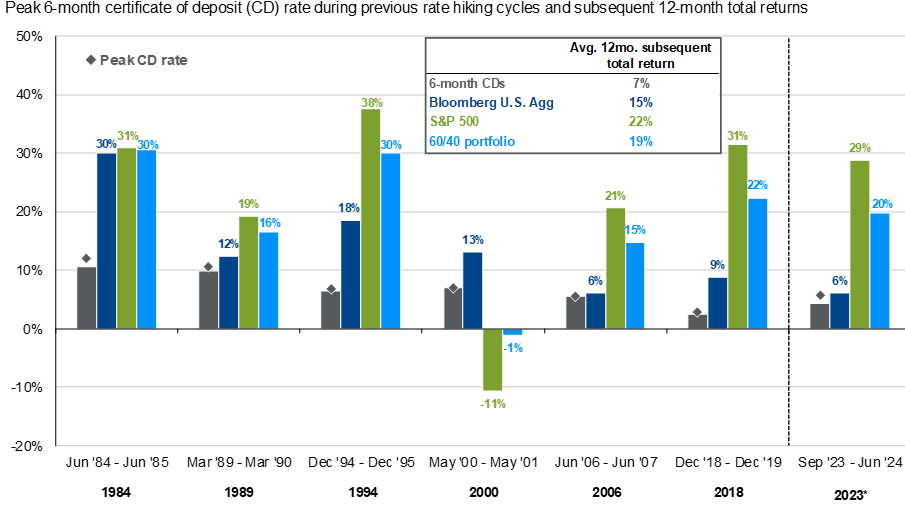 Peak 6-month certificate of deposit (CD) rate during previous rate hiking cycles and subsequent 12-month total returns
50%
40%
30%
20%
10%
0%
-10%
-20%
Peak CD rate
Avg. 12mo. subsequent
total return
6-month CDs 7%
Bloomberg U.S. Agg 15%
S&P 500 22%
60/40 portfolio 19%
30% 31% 30%
12% 19% 16%
18% 38% 30%
13% -11% -1%
6% 21% 15%
9% 31% 22%
6% 29% 20%
Jun '84 - Jun '85 Mar '89 - Mar '90 Dec '94 - Dec '95 May '00 - May '01 Jun '06 - Jun '07 Dec '18 - Dec '19 Sep '23 - Jun '24
1984 1989 1994 2000 2006 2018 2023*